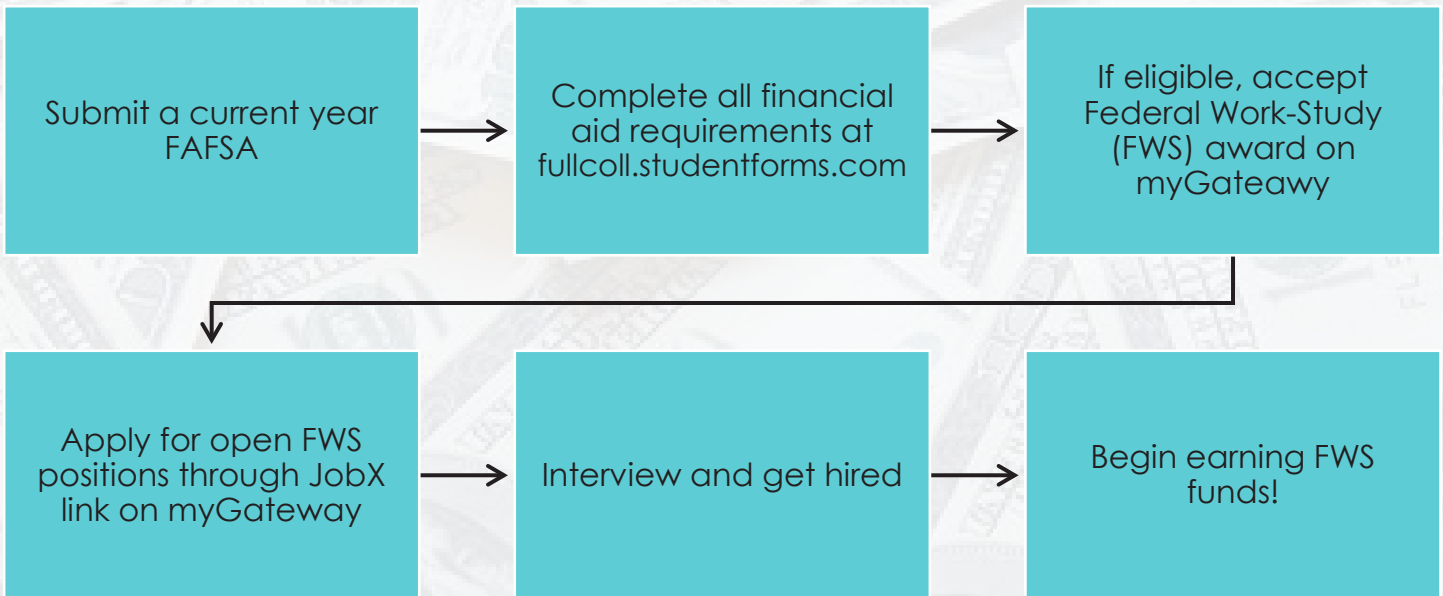 Submit a current year
FAFSA
Complete all financial
aid requirements at
fullcoll.studentforms.com
If eligible, accept
Federal Work-Study
(FWS) award on
myGateawy
Apply for open FWS
positions through JobX
link on myGateway
Interview and get hired
Begin earning FWS
funds!